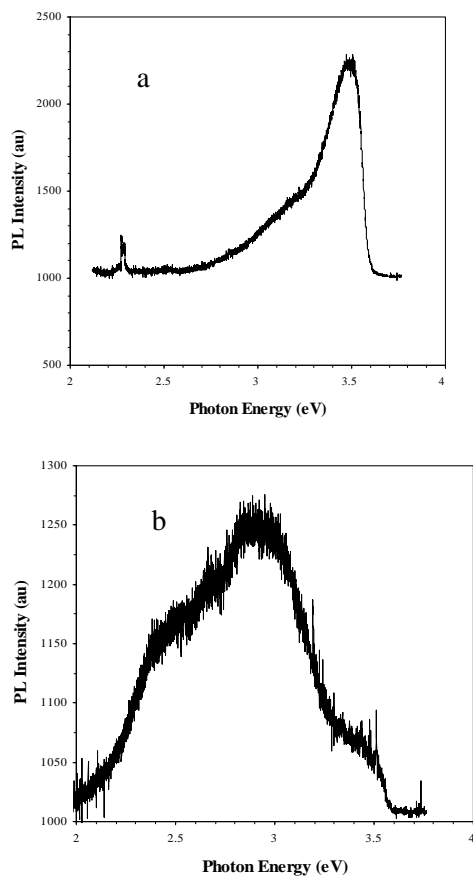 2500
a
2000
PL Intensity (au)
1500
1000
500
2 2.5 3 3.5 4
Photon Energy (eV)
1300
b
1250
1200
PL Intensity (au)
1150
1100
1050
1000
2 2.5 3 3.5 4
Photon Energy (eV)